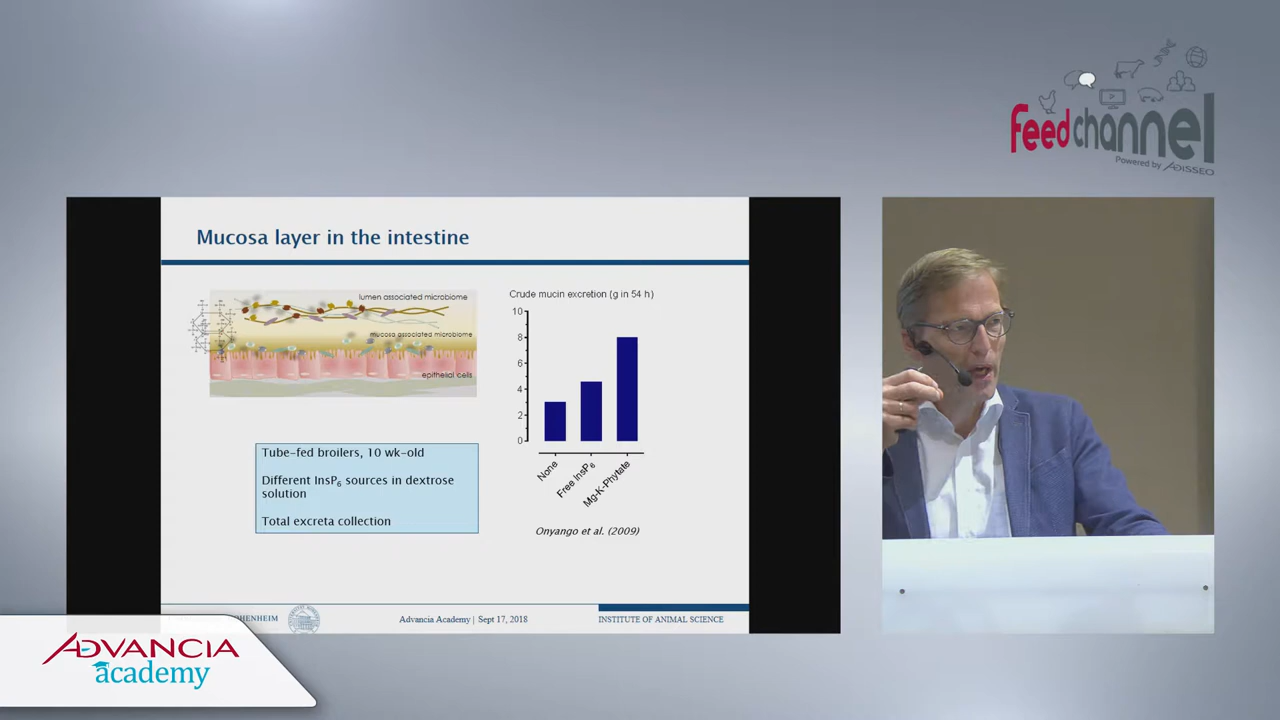 feedchannel
Powered by ADISSEO
Mucosa layer in the intestine
lumen associated microbiome
mucosa associated microbiome
epithelial cells
Crude mucin excretion (g in 54 h)
10
8
6
4
2
0
None
Free InsP₆
Mg-K-Phytate
Onyango et al. (2009)
Tube-fed broilers, 10 wk-old
Different InsP₆ sources in dextrose
solution
Total excreta collection
HENHEIM
Advancia Academy | Sept 17, 2018
INSTITUTE OF ANIMAL SCIENCE
ADVANCIA
academy